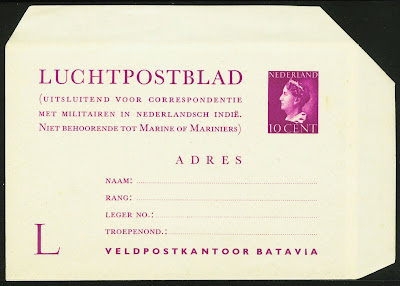 LUCHTPOSTBLAD
(UITSLUITEND VOOR CORRESPONDENTIE
MET MILITAIREN IN NEDERLANDSCH INDIË.
NIET BEHOORENDE TOT MARINE OF MARINIERS)
NEDERLAND
10 CENT
ADRES
NAAM:
RANG:
LEGER NO.:
TROEPENOND.:
L
VELDPOSTKANTOOR BATAVIA